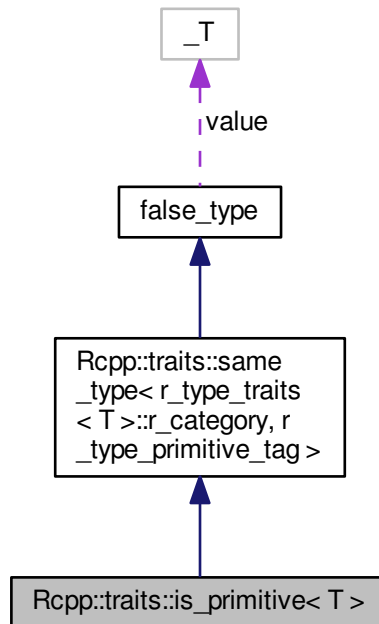 _T
value
false_type
Rcpp::traits::same
_type< r_type_traits
< T >::r_category, r
_type_primitive_tag >
Rcpp::traits::is_primitive< T >